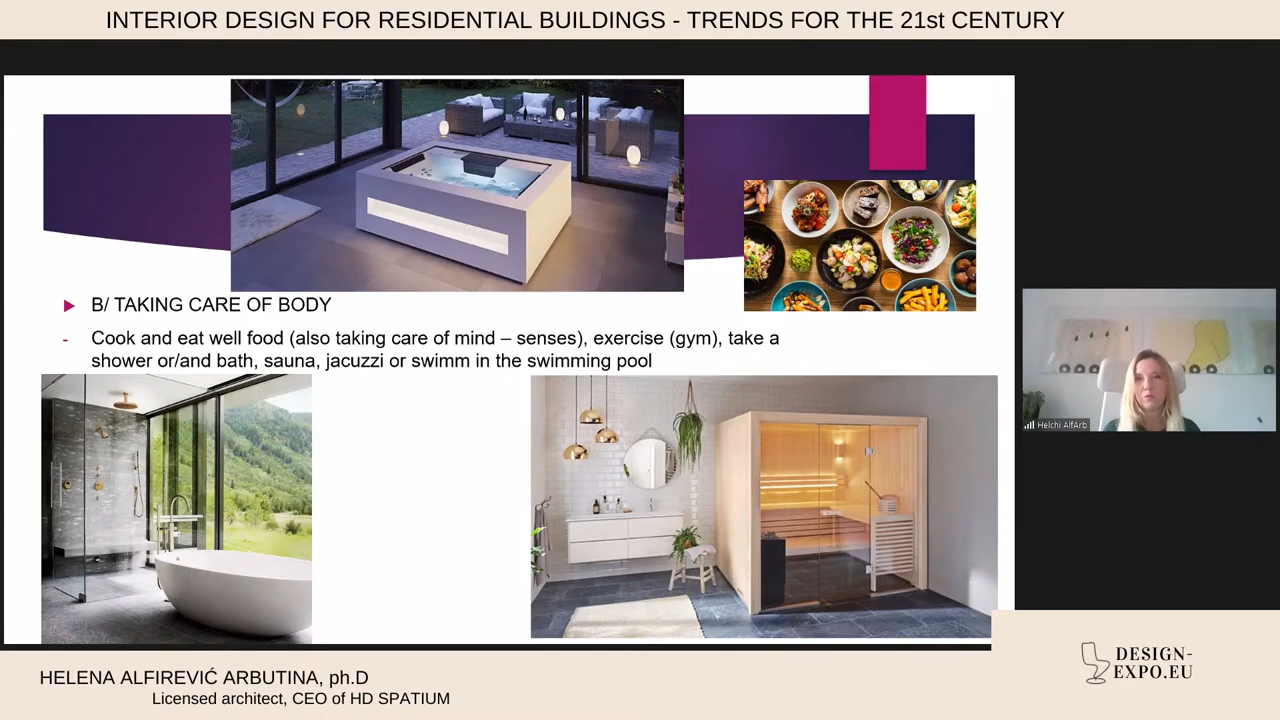 INTERIOR DESIGN FOR RESIDENTIAL BUILDINGS - TRENDS FOR THE 21st CENTURY
B/ TAKING CARE OF BODY
- Cook and eat well food (also taking care of mind – senses), exercise (gym), take a
shower or/and bath, sauna, jacuzzi or swimm in the swimming pool
Helchi AlfArb
HELENA ALFIREVIĆ ARBUTINA, ph.D
Licensed architect, CEO of HD SPATIUM
DESIGN-
EXPO.EU